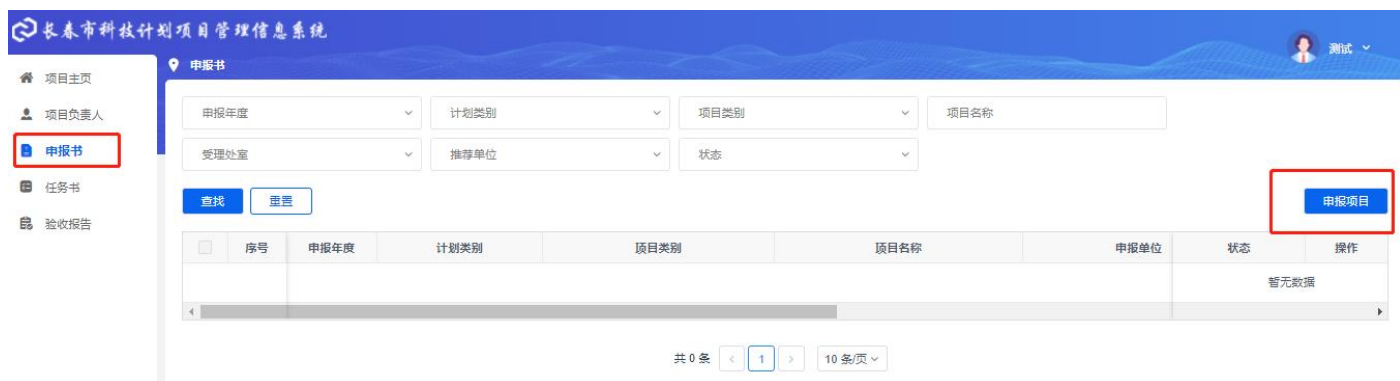 长春市科技计划项目管理信息系统
测试
申报书
项目主页
项目负责人
申报书
任务书
验收报告
申报年度 计划类别 项目类别 项目名称
受理处室 推荐单位 状态
查找 重置 申报项目
序号 申报年度 计划类别 项目类别 项目名称 申报单位 状态 操作
暂无数据
共 0 条 < 1 > 10 条/页